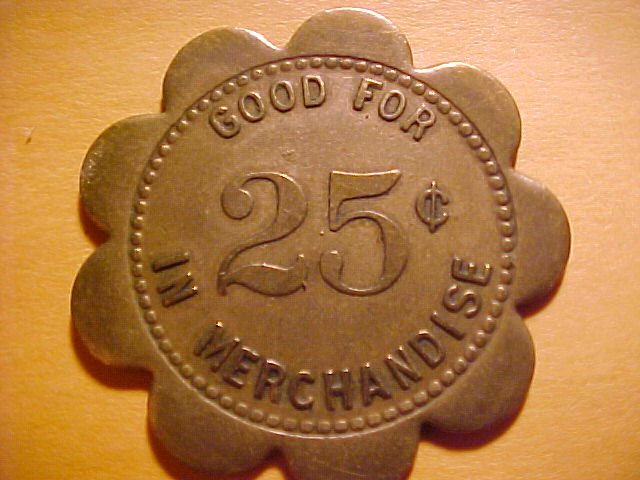 GOOD FOR
25¢
IN MERCHANDISE